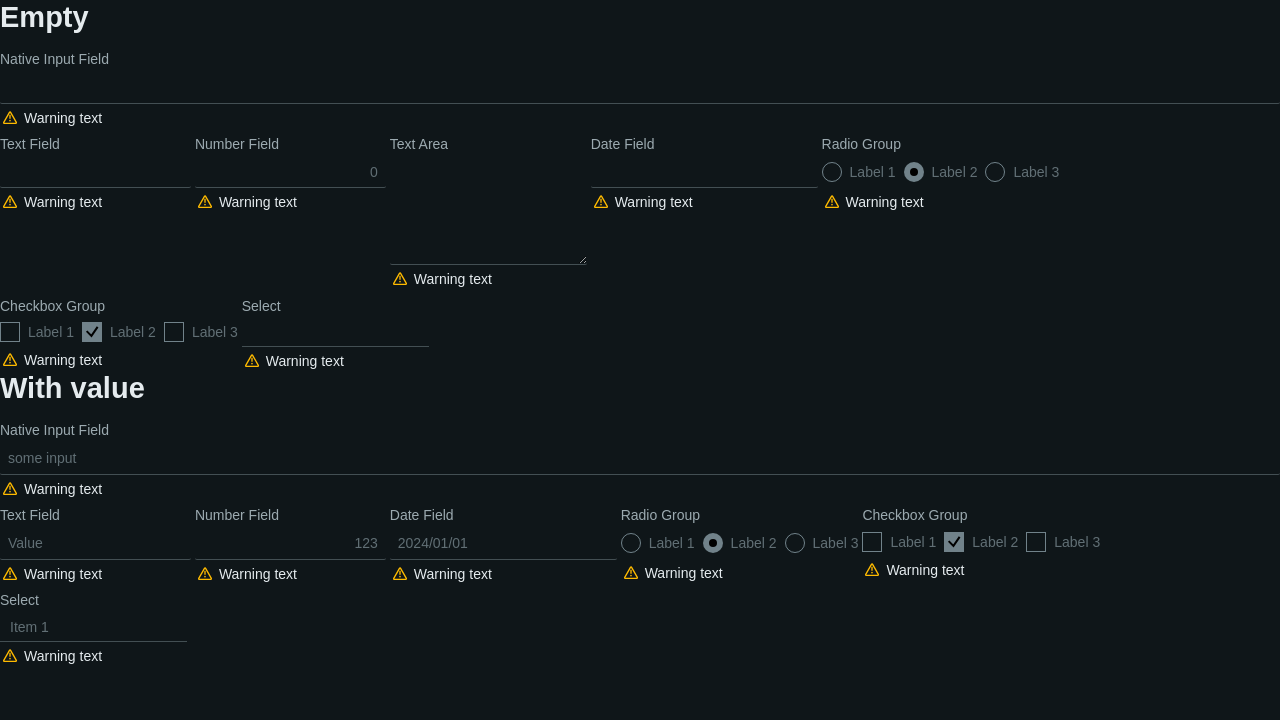 Empty
Native Input Field
Warning text
Text Field Number Field Text Area Date Field Radio Group
0 Label 1 Label 2 Label 3
Warning text Warning text Warning text Warning text
Warning text
Checkbox Group Select
Label 1 Label 2 Label 3
Warning text Warning text
With value
Native Input Field
some input
Warning text
Text Field Number Field Date Field Radio Group Checkbox Group
Value 123 2024/01/01 Label 1 Label 2 Label 3 Label 1 Label 2 Label 3
Warning text Warning text Warning text Warning text Warning text
Select
Item 1
Warning text